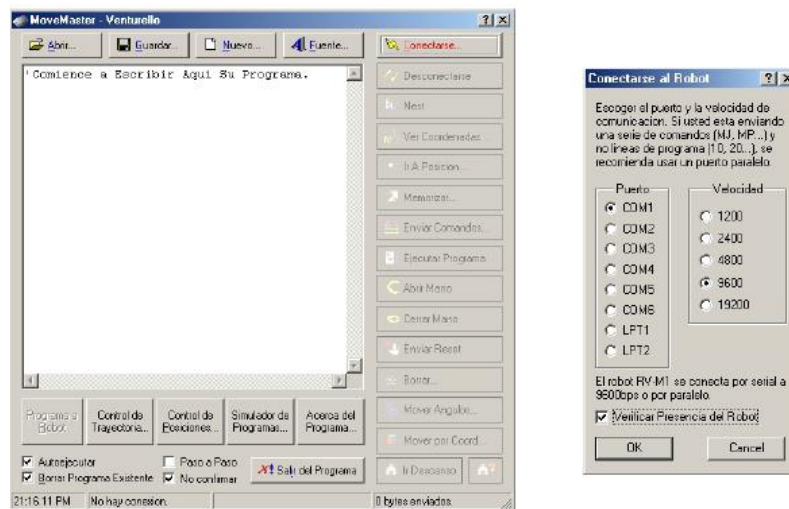 MoveMaster - Venturello
Abrir...
Guardar...
Nuevo...
Fuente...
Conectarse...
'Comience a Escribir Aqui Su Programa.
Desconectarse
Nest
Ver Coordenadas
Ir A Posicion...
Memorizar...
Enviar Comandos...
Ejecutar Programa
Abrir Mano
Cerrar Mano
Enviar Reset
Borrar...
Mover Angulos...
Mover por Coord...
Ir Descanso
Programa a Robot
Control de Trayectoria...
Control de Posiciones...
Simulador de Programas...
Acerca del Programa...
Autoejecutar
Paso a Paso
Borrar Programa Existente
No confirmar
Salir del Programa
21:16:11 PM
No hay conexion.
0 bytes enviados.
Conectarse al Robot
Escoger el puerto y la velocidad de
comunicacion. Si usted esta enviando
una serie de comandos (MJ, MP...) y
no lineas de programa (10, 20...), se
recomienda usar un puerto paralelo.
Puerto
COM1
COM2
COM3
COM4
COM5
COM6
LPT1
LPT2
Velocidad
1200
2400
4800
9600
19200
El robot RV-M1 se conecta por serial a
9600bps o por paralelo.
Verificar Presencia del Robot
OK
Cancel